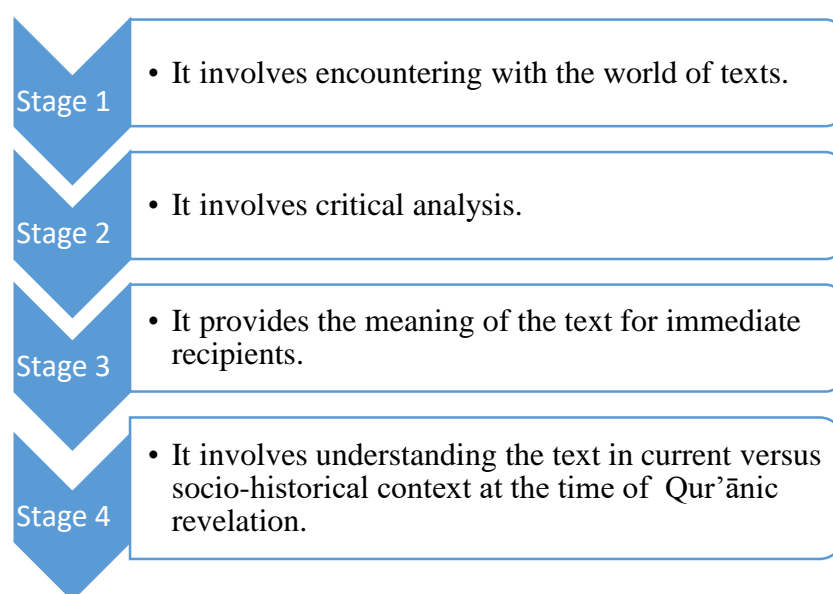 Stage 1
• It involves encountering with the world of texts.
Stage 2
• It involves critical analysis.
Stage 3
• It provides the meaning of the text for immediate
recipients.
Stage 4
• It involves understanding the text in current versus
socio-historical context at the time of Qur’ānic
revelation.